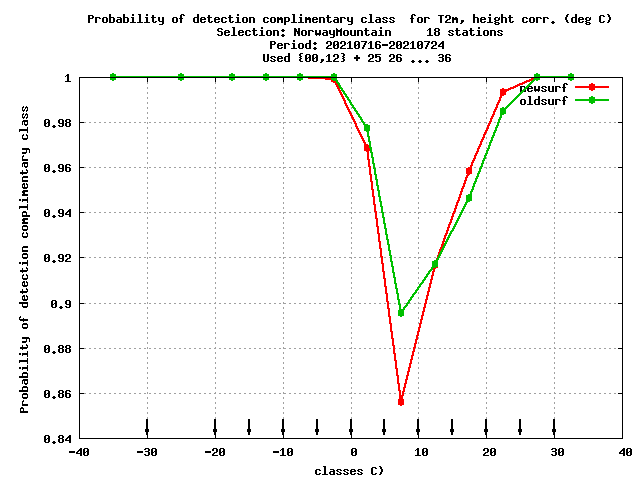 Probability of detection complimentary class  for T2m, height corr. (deg C)
Selection: NorwayMountain     18 stations
Period: 20210716-20210724
Used {00,12} + 25 26 ... 36
newsurf
oldsurf
Probability of detection complimentary class
1
0.98
0.96
0.94
0.92
0.9
0.88
0.86
0.84
-40 -30 -20 -10 0 10 20 30 40
classes C)